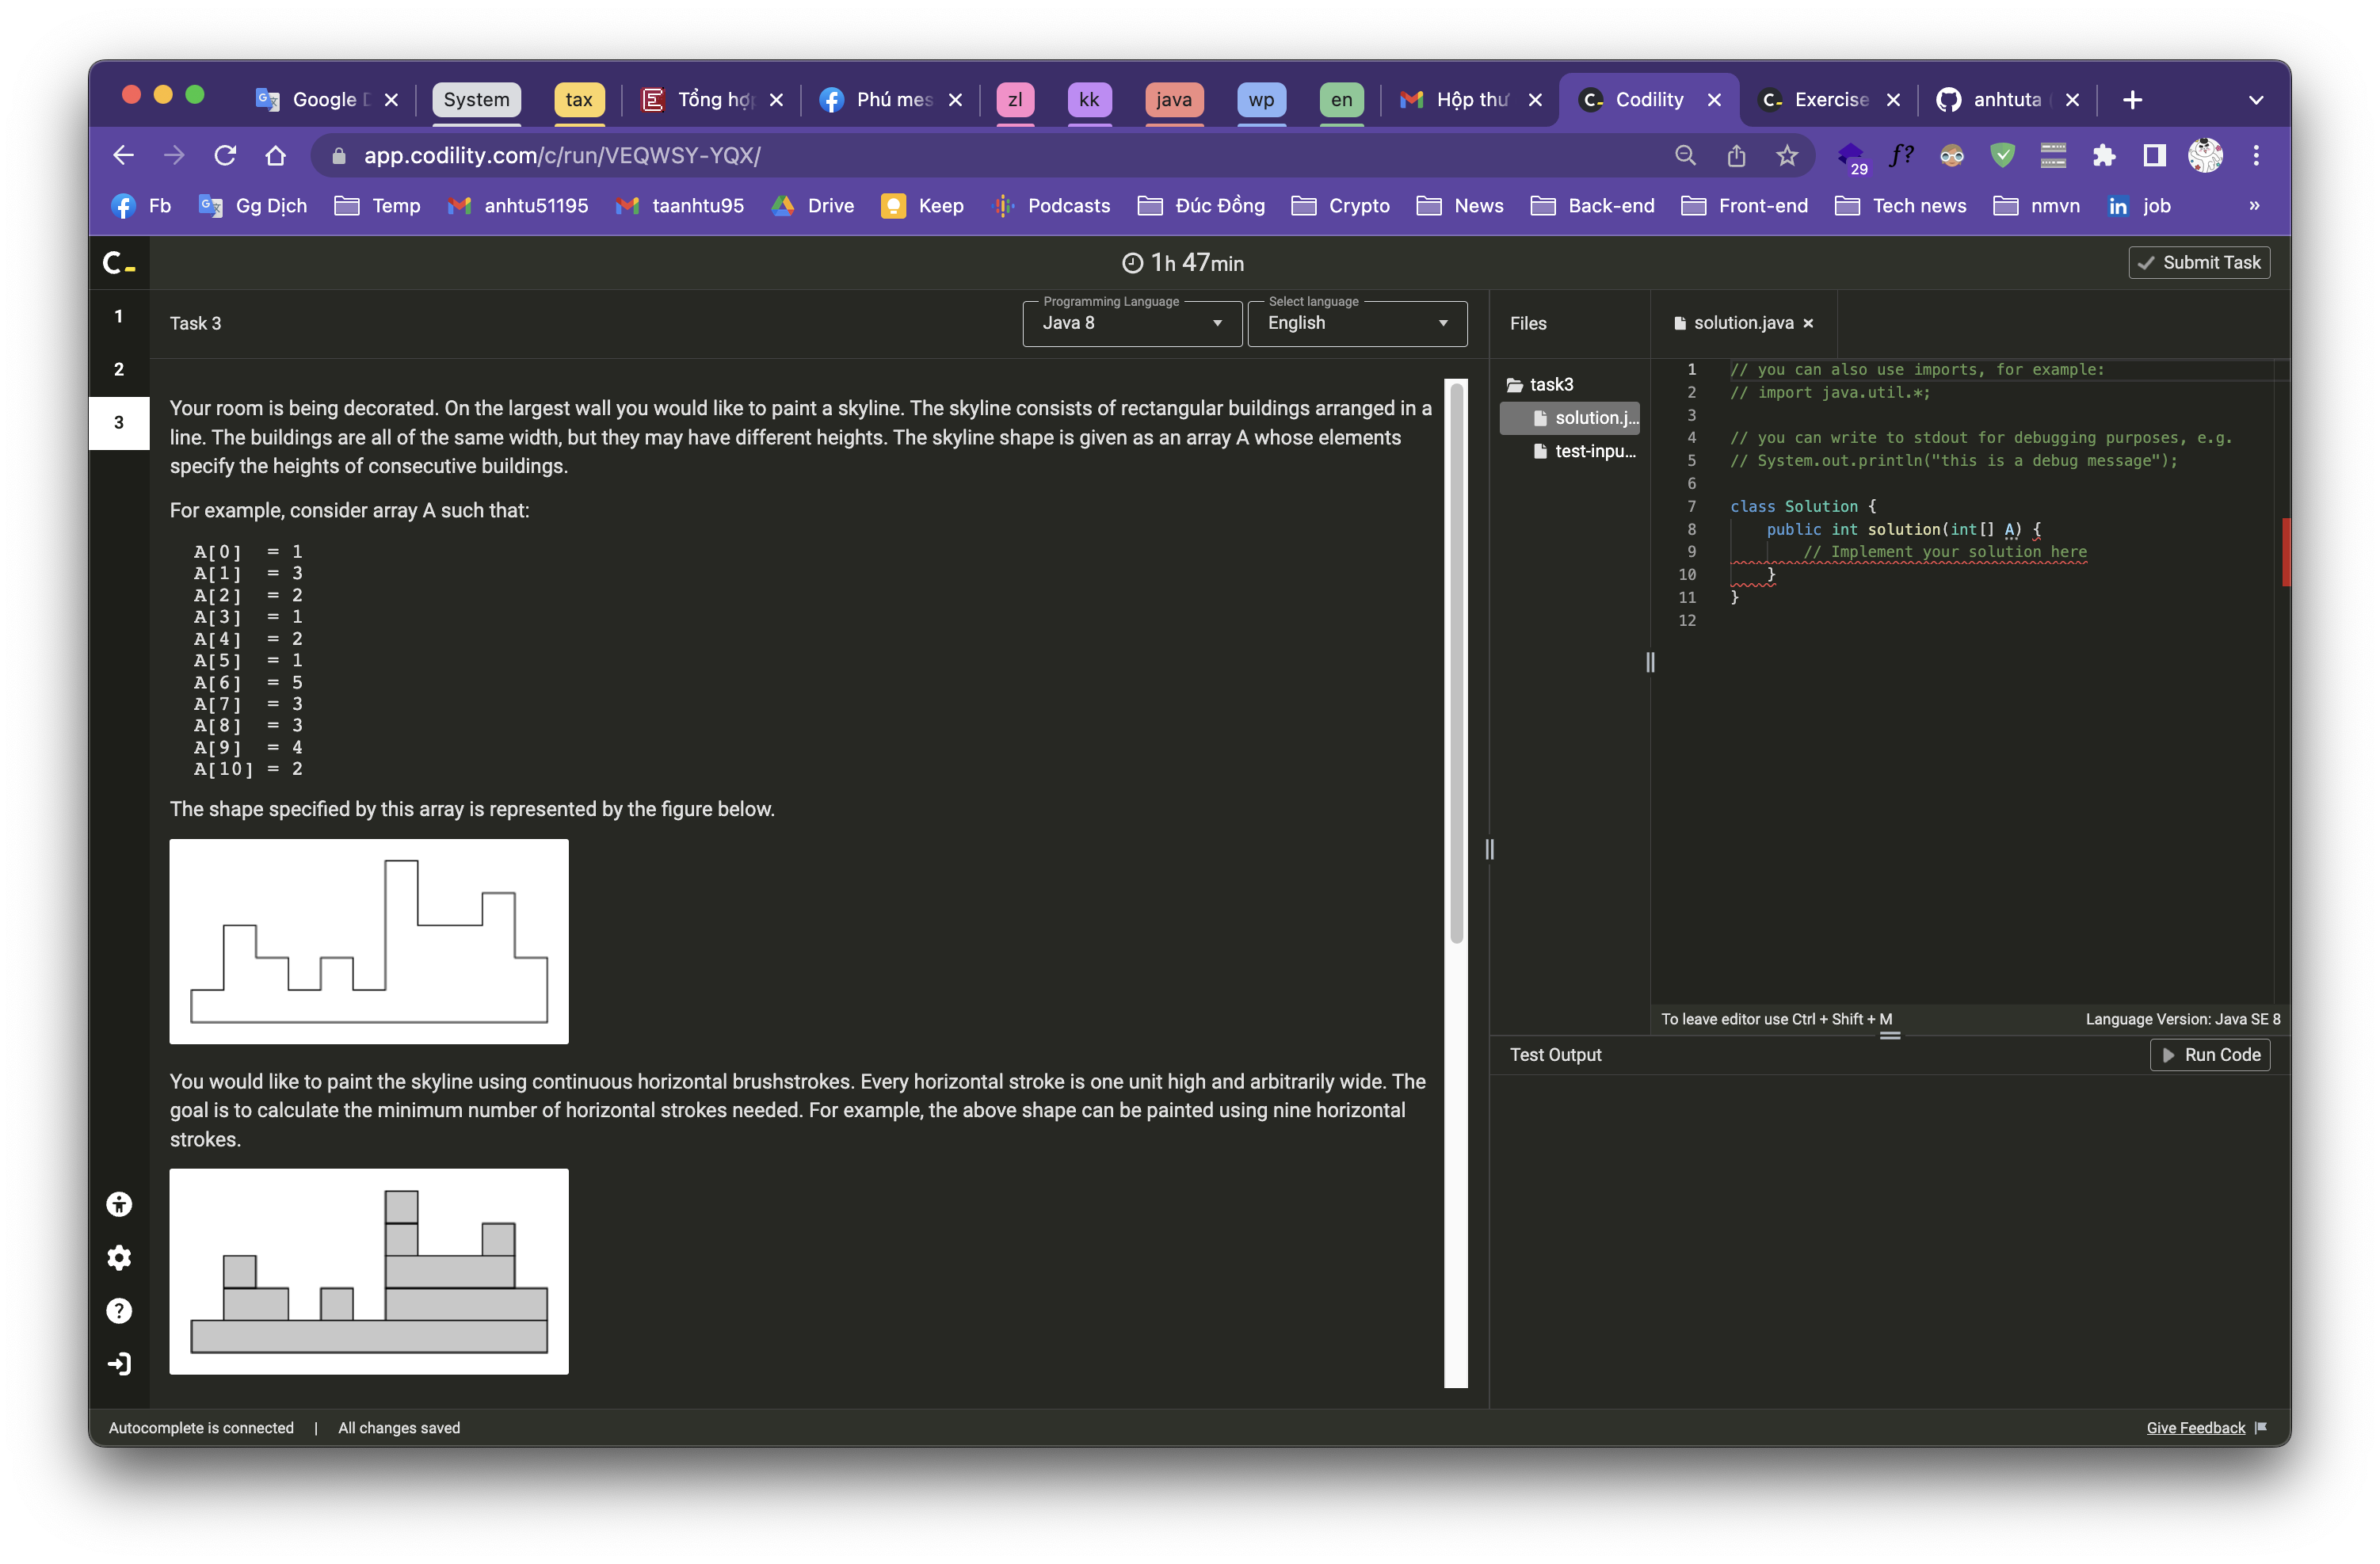 Google D
System
tax
Tổng hợp
Phú mes
zl
kk
java
wp
en
Hộp thư
Codility
Exercise
anhtuta
app.codility.com/c/run/VEQWSY-YQX/
f?
29
Fb
Gg Dịch
Temp
anhtu51195
taanhtu95
Drive
Keep
Podcasts
Đúc Đồng
Crypto
News
Back-end
Front-end
Tech news
nmvn
in job
»
C_
1h 47min
Submit Task
1
2
3
Task 3
Programming Language
Java 8
Select language
English
Files
solution.java
Your room is being decorated. On the largest wall you would like to paint a skyline. The skyline consists of rectangular buildings arranged in a
line. The buildings are all of the same width, but they may have different heights. The skyline shape is given as an array A whose elements
specify the heights of consecutive buildings.
For example, consider array A such that:
A[0] = 1
A[1] = 3
A[2] = 2
A[3] = 1
A[4] = 2
A[5] = 1
A[6] = 5
A[7] = 3
A[8] = 3
A[9] = 4
A[10] = 2
The shape specified by this array is represented by the figure below.
You would like to paint the skyline using continuous horizontal brushstrokes. Every horizontal stroke is one unit high and arbitrarily wide. The
goal is to calculate the minimum number of horizontal strokes needed. For example, the above shape can be painted using nine horizontal
strokes.
task3
solution.j...
test-inpu...
1 // you can also use imports, for example:
2 // import java.util.*;
3
4 // you can write to stdout for debugging purposes, e.g.
5 // System.out.println("this is a debug message");
6
7 class Solution {
8 public int solution(int[] A) {
9 // Implement your solution here
10 }
11 }
12
To leave editor use Ctrl + Shift + M
Language Version: Java SE 8
Test Output
Run Code
Autocomplete is connected | All changes saved
Give Feedback